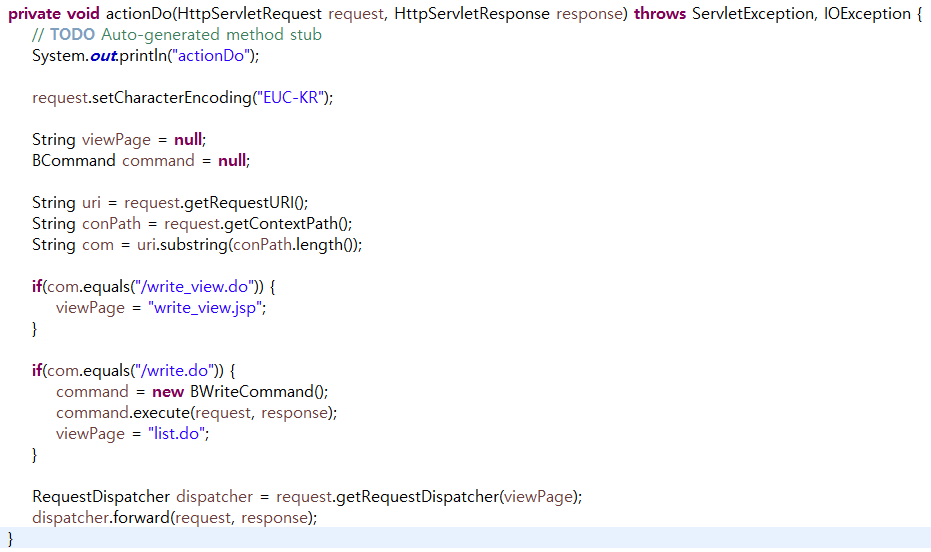 private void actionDo(HttpServletRequest request, HttpServletResponse response) throws ServletException, IOException {
// TODO Auto-generated method stub
System.out.println("actionDo");
request.setCharacterEncoding("EUC-KR");
String viewPage = null;
BCommand command = null;
String uri = request.getRequestURI();
String conPath = request.getContextPath();
String com = uri.substring(conPath.length());
if(com.equals("/write_view.do")) {
viewPage = "write_view.jsp";
}
if(com.equals("/write.do")) {
command = new BWriteCommand();
command.execute(request, response);
viewPage = "list.do";
}
RequestDispatcher dispatcher = request.getRequestDispatcher(viewPage);
dispatcher.forward(request, response);
}